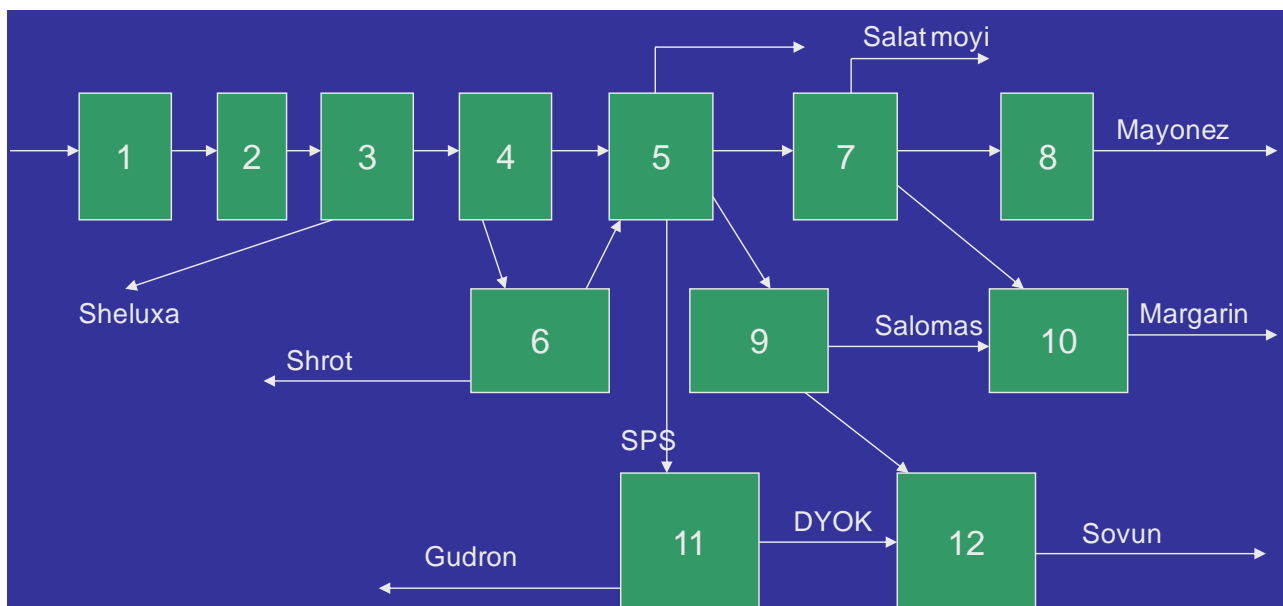 Salat moyi
1
2
3
4
5
7
8
Mayonez
Sheluxa
6
9
Salomas
10
Margarin
Shrot
SPS
11
DYOK
12
Sovun
Gudron